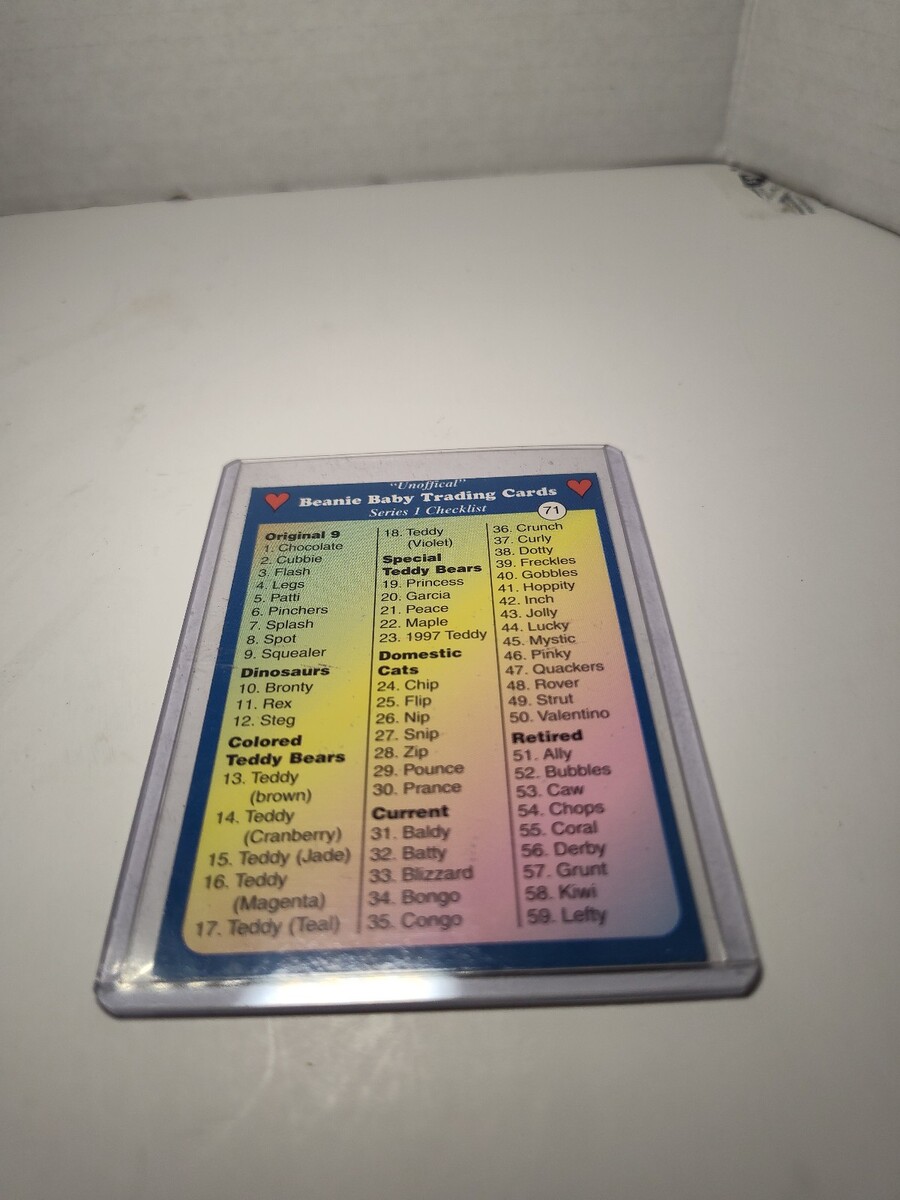 "Unoffical"
Beanie Baby Trading Cards
Series 1 Checklist
71
Original 9
1. Chocolate
2. Cubbie
3. Flash
4. Legs
5. Patti
6. Pinchers
7. Splash
8. Spot
9. Squealer
Dinosaurs
10. Bronty
11. Rex
12. Steg
Colored
Teddy Bears
13. Teddy
(brown)
14. Teddy
(Cranberry)
15. Teddy (Jade)
16. Teddy
(Magenta)
17. Teddy (Teal)
18. Teddy
(Violet)
Special
Teddy Bears
19. Princess
20. Garcia
21. Peace
22. Maple
23. 1997 Teddy
Domestic
Cats
24. Chip
25. Flip
26. Nip
27. Snip
28. Zip
29. Pounce
30. Prance
Current
31. Baldy
32. Batty
33. Blizzard
34. Bongo
35. Congo
36. Crunch
37. Curly
38. Dotty
39. Freckles
40. Gobbles
41. Hoppity
42. Inch
43. Jolly
44. Lucky
45. Mystic
46. Pinky
47. Quackers
48. Rover
49. Strut
50. Valentino
Retired
51. Ally
52. Bubbles
53. Caw
54. Chops
55. Coral
56. Derby
57. Grunt
58. Kiwi
59. Lefty